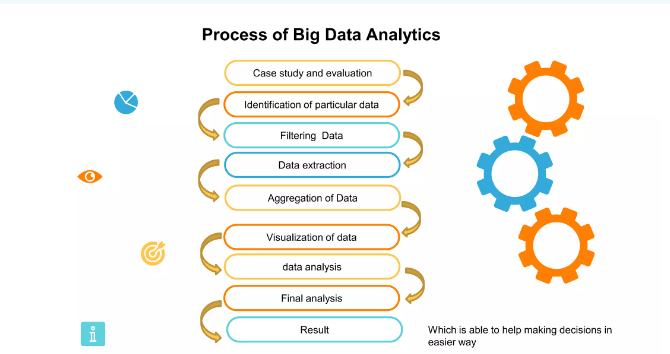 Process of Big Data Analytics
Case study and evaluation
Identification of particular data
Filtering Data
Data extraction
Aggregation of Data
Visualization of data
data analysis
Final analysis
Result
Which is able to help making decisions in
easier way
i